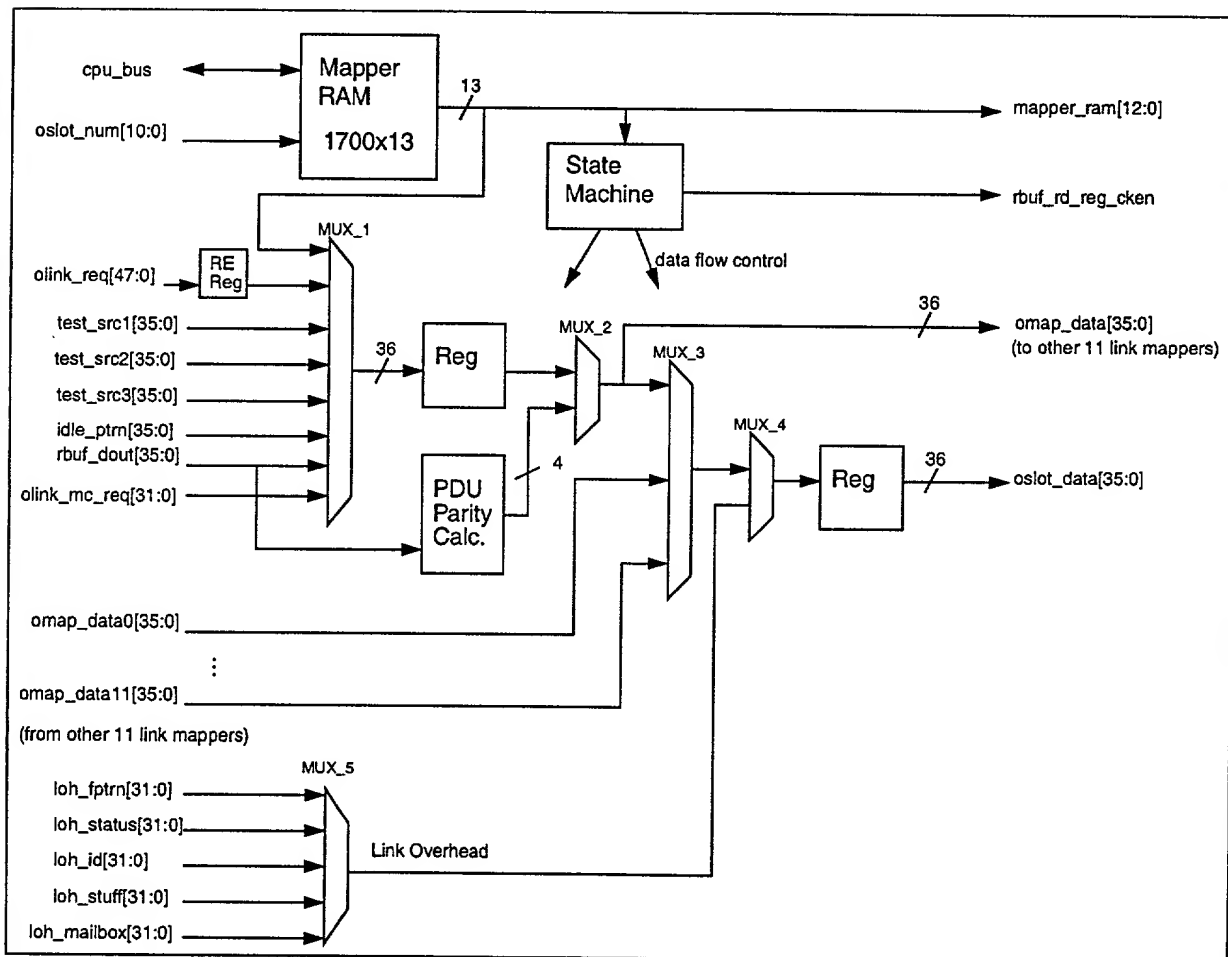 cpu_bus
oslot_num[10:0]
Mapper
RAM
1700x13
13
mapper_ram[12:0]
State
Machine
rbuf_rd_reg_cken
data flow control
MUX_1
olink_req[47:0]
RE
Reg
test_src1[35:0]
test_src2[35:0]
test_src3[35:0]
idle_ptrn[35:0]
rbuf_dout[35:0]
olink_mc_req[31:0]
36
Reg
MUX_2
36
omap_data[35:0]
(to other 11 link mappers)
MUX_3
4
PDU
Parity
Calc.
MUX_4
Reg
36
oslot_data[35:0]
omap_data0[35:0]
⋮
omap_data11[35:0]
(from other 11 link mappers)
MUX_5
loh_fptrn[31:0]
loh_status[31:0]
loh_id[31:0]
loh_stuff[31:0]
loh_mailbox[31:0]
Link Overhead